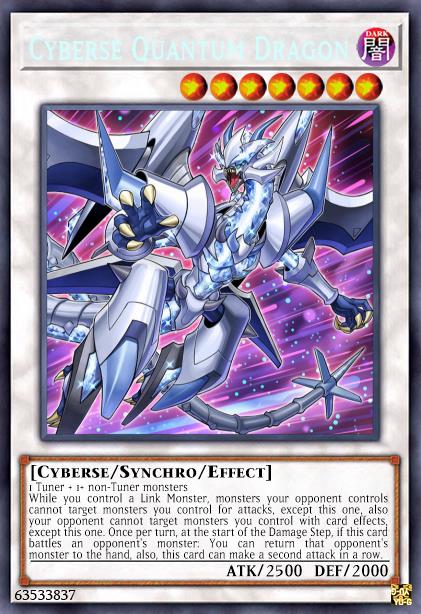 Cyberse Quantum Dragon
DARK
闇
[Cyberse/Synchro/Effect]
1 Tuner + 1+ non-Tuner monsters
While you control a Link Monster, monsters your opponent controls
cannot target monsters you control for attacks, except this one, also
your opponent cannot target monsters you control with card effects,
except this one. Once per turn, at the start of the Damage Step, if this card
battles an opponent's monster: You can return that opponent's
monster to the hand, also, this card can make a second attack in a row.
ATK/2500 DEF/2000
63533837